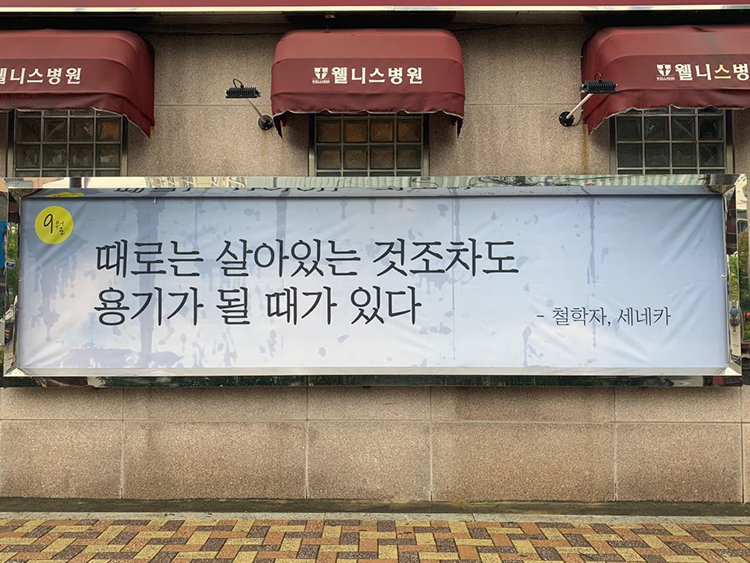 웰니스병원
웰니스병원
웰니스병
9월
때로는 살아있는 것조차도
용기가 될 때가 있다
- 철학자, 세네카